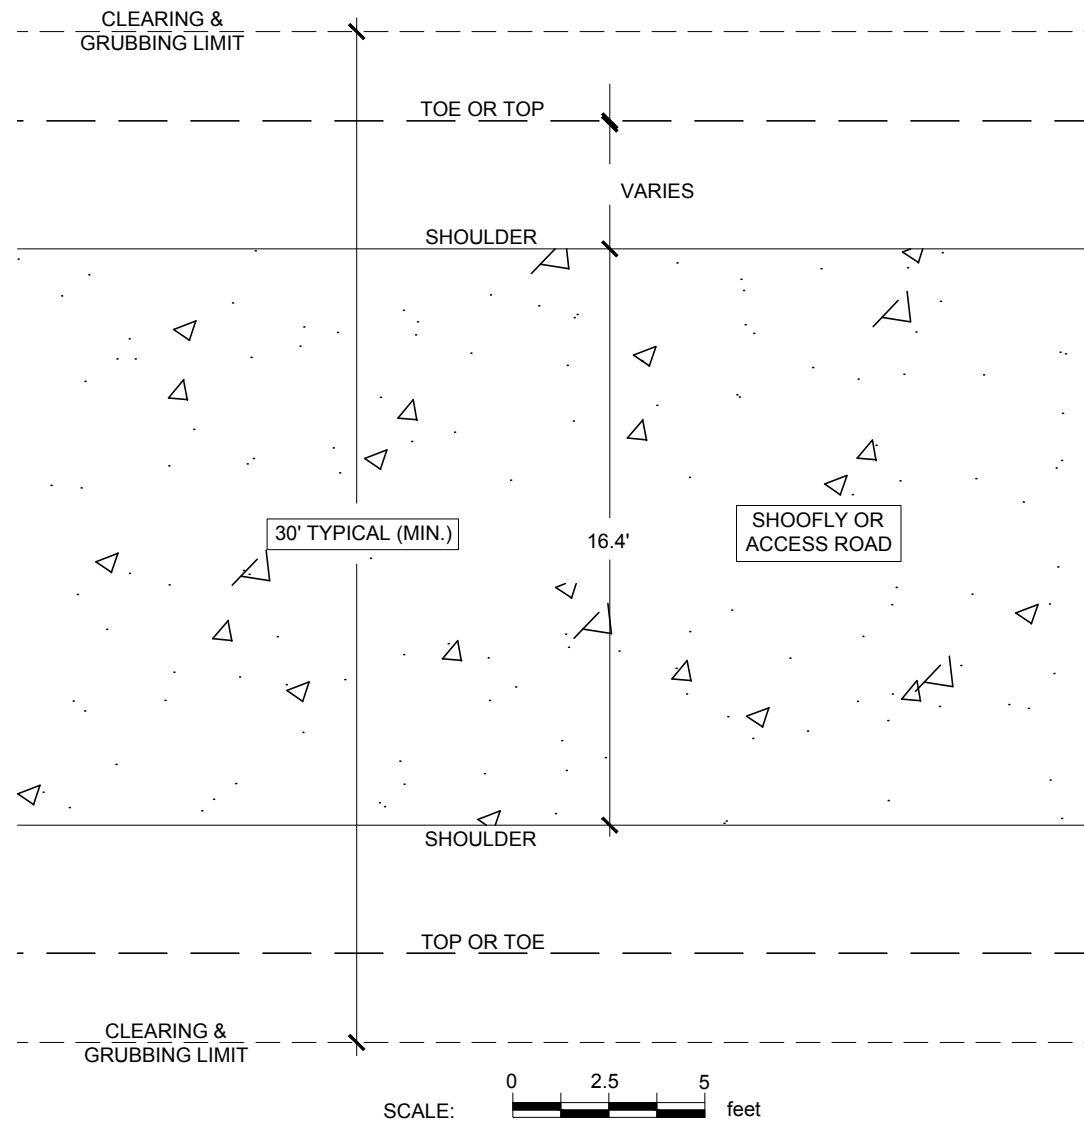 CLEARING &
GRUBBING LIMIT
TOE OR TOP
VARIES
SHOULDER
30' TYPICAL (MIN.)
16.4'
SHOOFLY OR
ACCESS ROAD
SHOULDER
TOP OR TOE
CLEARING &
GRUBBING LIMIT
0 2.5 5
SCALE: feet